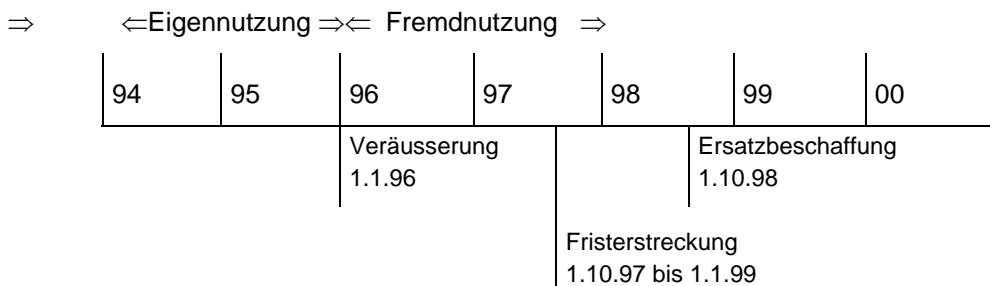 ⇒ ⇐Eigennutzung ⇒⇐ Fremdnutzung ⇒
94 95 96 97 98 99 00
Veräusserung Ersatzbeschaffung
1.1.96 1.10.98
Fristerstreckung
1.10.97 bis 1.1.99